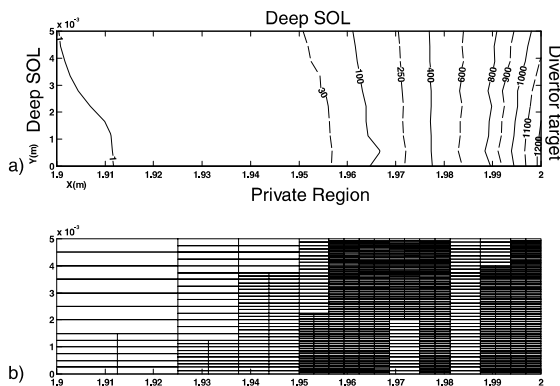 Deep SOL
x 10⁻³
5
4
3
2
1
0
Deep SOL
Y(m)
1
1
30
100
250
400
600
800
900
1000
1100
1200
Divertor target
a)
1.9 1.91 1.92 1.93 1.94 1.95 1.96 1.97 1.98 1.99 2
X(m)
Private Region
x 10⁻³
5
4
3
2
1
0
b)
1.9 1.91 1.92 1.93 1.94 1.95 1.96 1.97 1.98 1.99 2